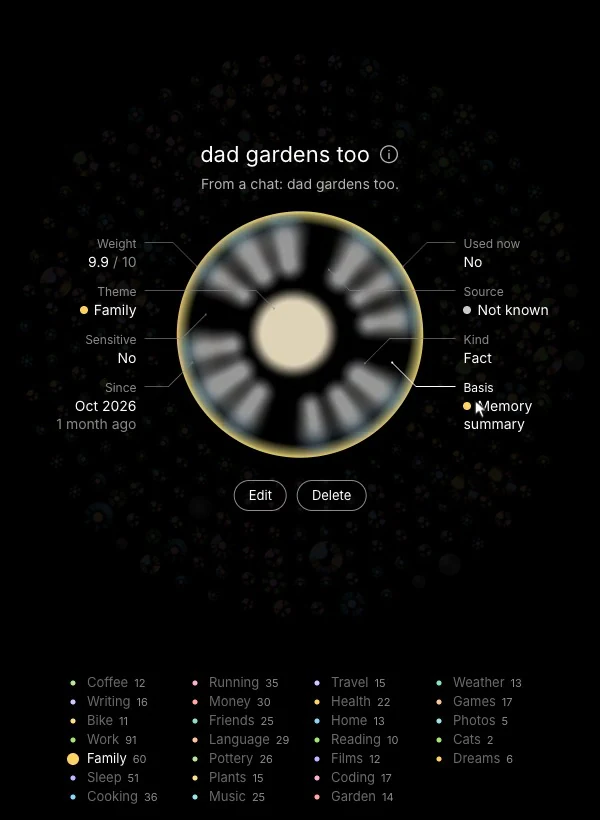 dad gardens too
From a chat: dad gardens too.
Weight
9.9 / 10
Theme
Family
Sensitive
No
Since
Oct 2026
1 month ago
Used now
No
Source
Not known
Kind
Fact
Basis
Memory
summary
Edit
Delete
Coffee 12
Writing 16
Bike 11
Work 91
Family 60
Sleep 51
Cooking 36
Running 35
Money 30
Friends 25
Language 29
Pottery 26
Plants 15
Music 25
Travel 15
Health 22
Home 13
Reading 10
Films 12
Coding 17
Garden 14
Weather 13
Games 17
Photos 5
Cats 2
Dreams 6